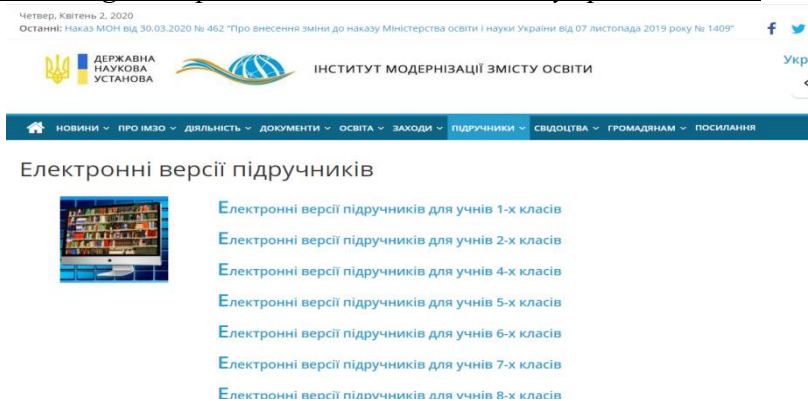 Четвер, Квітень 2, 2020
Останні: Наказ МОН від 30.03.2020 № 462 "Про внесення зміни до наказу Міністерства освіти і науки України від 07 листопада 2019 року № 1409"
ДЕРЖАВНА
НАУКОВА
УСТАНОВА
ІНСТИТУТ МОДЕРНІЗАЦІЇ ЗМІСТУ ОСВІТИ
Укр
НОВИНИ ПРО ІМЗО ДІЯЛЬНІСТЬ ДОКУМЕНТИ ОСВІТА ЗАХОДИ ПІДРУЧНИКИ СВІДОЦТВА ГРОМАДЯНАМ ПОСИЛАННЯ
Електронні версії підручників
Електронні версії підручників для учнів 1-х класів
Електронні версії підручників для учнів 2-х класів
Електронні версії підручників для учнів 4-х класів
Електронні версії підручників для учнів 5-х класів
Електронні версії підручників для учнів 6-х класів
Електронні версії підручників для учнів 7-х класів
Електронні версії підручників для учнів 8-х класів